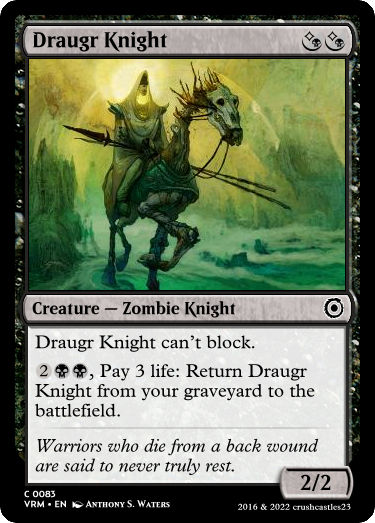 Draugr Knight
Creature — Zombie Knight
Draugr Knight can't block.
2, Pay 3 life: Return Draugr
Knight from your graveyard to the
battlefield.
Warriors who die from a back wound
are said to never truly rest.
2/2
C 0083
VRM • EN Anthony S. Waters
2016 & 2022 crushcastles23